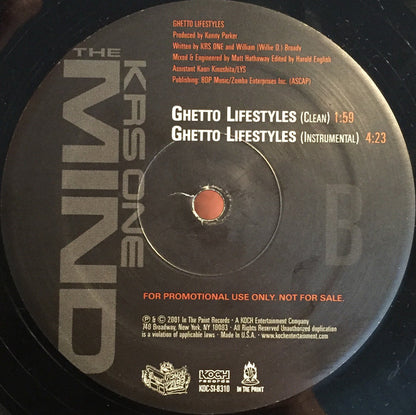 GHETTO LIFESTYLES
Produced by Kenny Parker
Written by KRS ONE and William (Willie D.) Broady
Mixed & Engineered by Matt Hathaway Edited by Harold English
Assistant Kaori Kinoshita/LYS
Publishing: BDP Music/Zomba Enterprises Inc. (ASCAP)
THE
MIND
KRS ONE
GHETTO LIFESTYLES (CLEAN) 1:59
GHETTO LIFESTYLES (INSTRUMENTAL) 4:23
B
FOR PROMOTIONAL USE ONLY. NOT FOR SALE.
℗ & © 2001 In The Paint Records - A KOCH Entertainment Company
740 Broadway, New York, NY 10003 - All Rights Reserved Unauthorized duplication
is a violation of applicable laws - Made in U.S.A. - www.kochentertainment.com
KOCH
records
KOC-SI-8310
IN THE PAINT